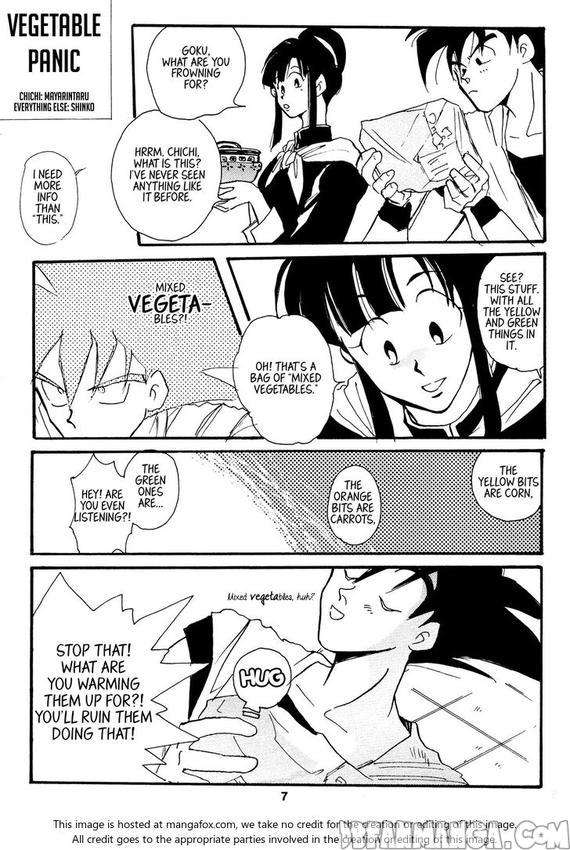 VEGETABLE
PANIC
CHICHI: MAYARINTARU
EVERYTHING ELSE: SHINKO
GOKU,
WHAT ARE YOU
FROWNING
FOR?
HRRM, CHICHI,
WHAT IS THIS?
I'VE NEVER SEEN
ANYTHING LIKE
IT BEFORE.
I NEED
MORE
INFO
THAN
"THIS."
SEE?
THIS STUFF.
WITH ALL
THE YELLOW
AND GREEN
THINGS IN
IT.
OH! THAT'S
A BAG OF "MIXED
VEGETABLES."
MIXED
VEGETA-
BLES?!
THE
YELLOW BITS
ARE CORN,
THE
ORANGE
BITS ARE
CARROTS,
THE
GREEN
ONES
ARE...
HEY! ARE
YOU EVEN
LISTENING?!
Mixed vegetables, huh?
HUG
STOP THAT!
WHAT ARE
YOU WARMING
THEM UP FOR?!
YOU'LL RUIN THEM
DOING THAT!
7
This image is hosted at mangafox.com, we take no credit for the creation or editing of this image.
All credit goes to the appropriate parties involved in the creation or editing of this image.